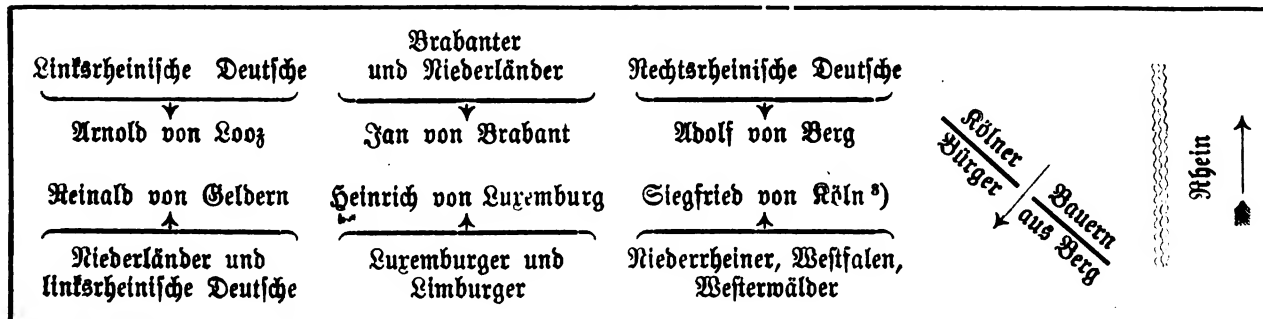 Linksrheinische Deutsche
Brabanter
und Niederländer
Rechtsrheinische Deutsche
Arnold von Looz
Jan von Brabant
Adolf von Berg
Reinald von Geldern
Heinrich von Luxemburg
Siegfried von Köln ⁸)
Niederländer und
linksrheinische Deutsche
Luxemburger und
Limburger
Niederrheiner, Westfalen,
Westerwälder
Kölner
Bürger
Bauern
aus Berg
Rhein